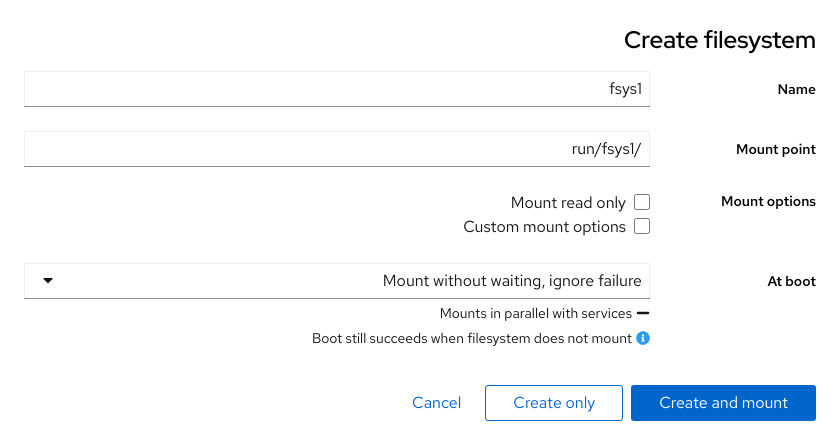 Create filesystem
Name
fsys1
Mount point
run/fsys1/
Mount options
Mount read only
Custom mount options
At boot
Mount without waiting, ignore failure
Mounts in parallel with services
Boot still succeeds when filesystem does not mount
Create and mount
Create only
Cancel